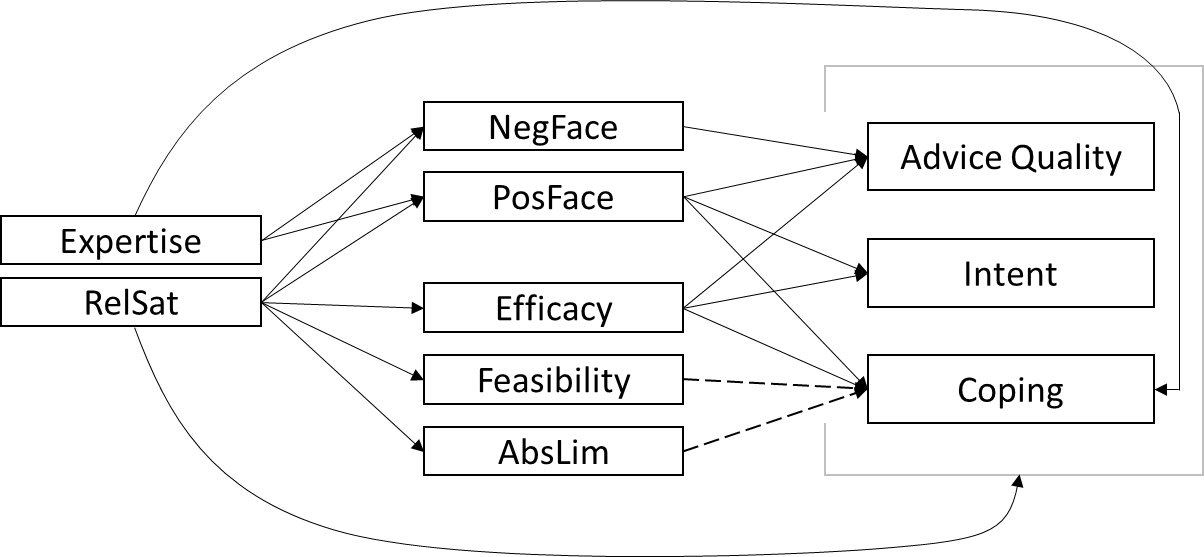 Expertise
RelSat
NegFace
PosFace
Efficacy
Feasibility
AbsLim
Advice Quality
Intent
Coping